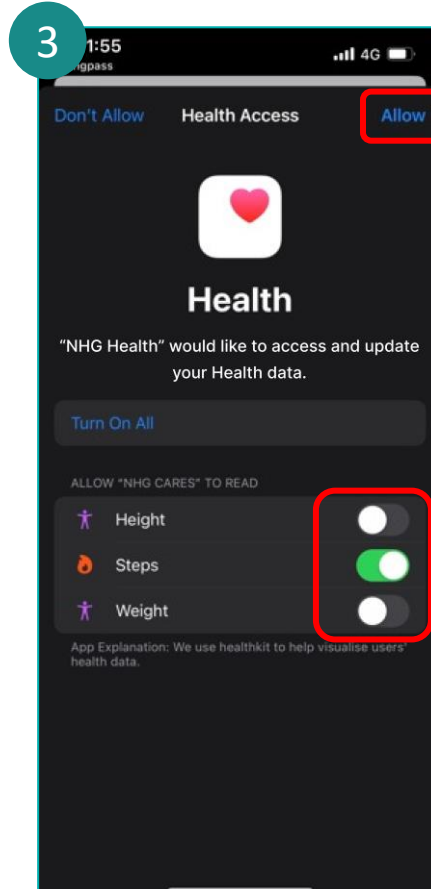 3
1:55
4G
ngpass
Don't Allow Health Access Allow
Health
“NHG Health” would like to access and update
your Health data.
Turn On All
ALLOW "NHG CARES" TO READ
Height
Steps
Weight
App Explanation: We use healthkit to help visualise users'
health data.